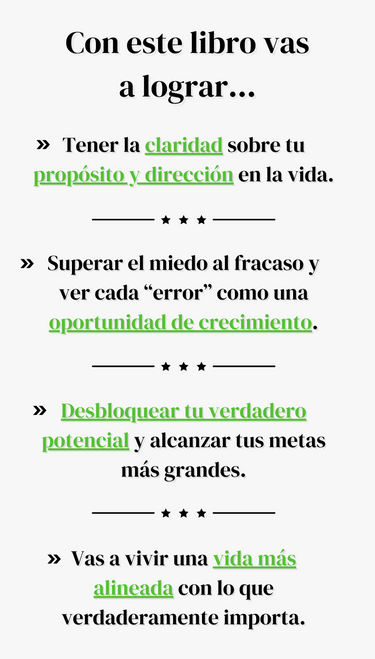 Con este libro vas
a lograr...
» Tener la claridad sobre tu
propósito y dirección en la vida.
» Superar el miedo al fracaso y
ver cada “error” como una
oportunidad de crecimiento.
» Desbloquear tu verdadero
potencial y alcanzar tus metas
más grandes.
» Vas a vivir una vida más
alineada con lo que
verdaderamente importa.